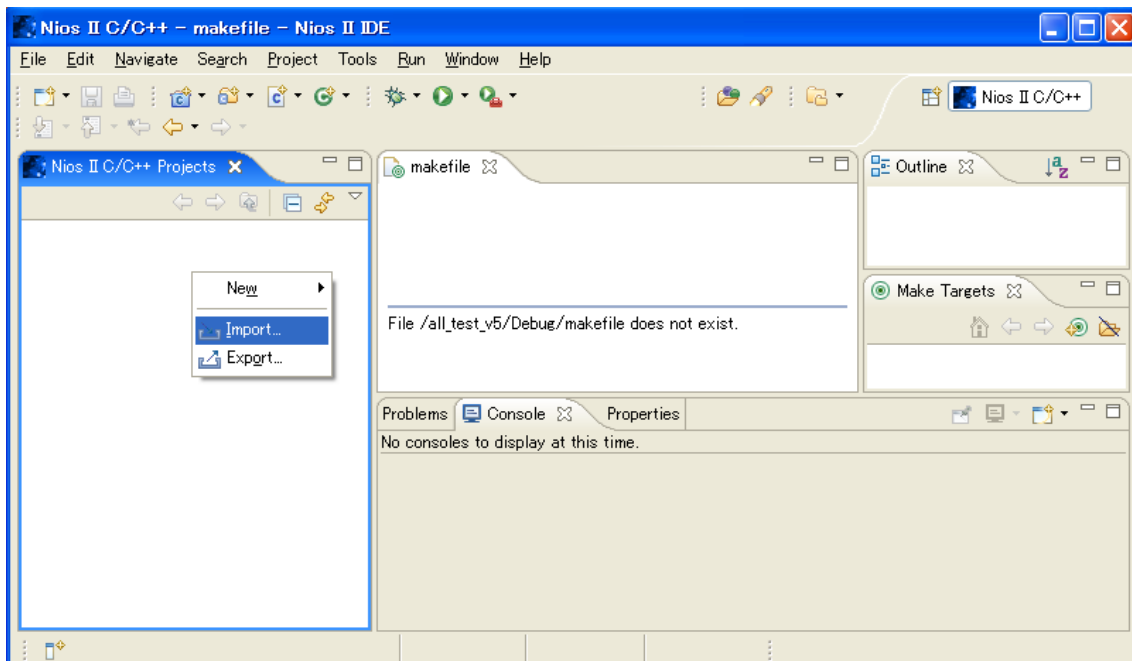 Nios II C/C++ - makefile - Nios II IDE
File Edit Navigate Search Project Tools Run Window Help
Nios II C/C++
Nios II C/C++ Projects
makefile
Outline
New
Import...
Export...
File /all_test_v5/Debug/makefile does not exist.
Make Targets
Problems Console Properties
No consoles to display at this time.